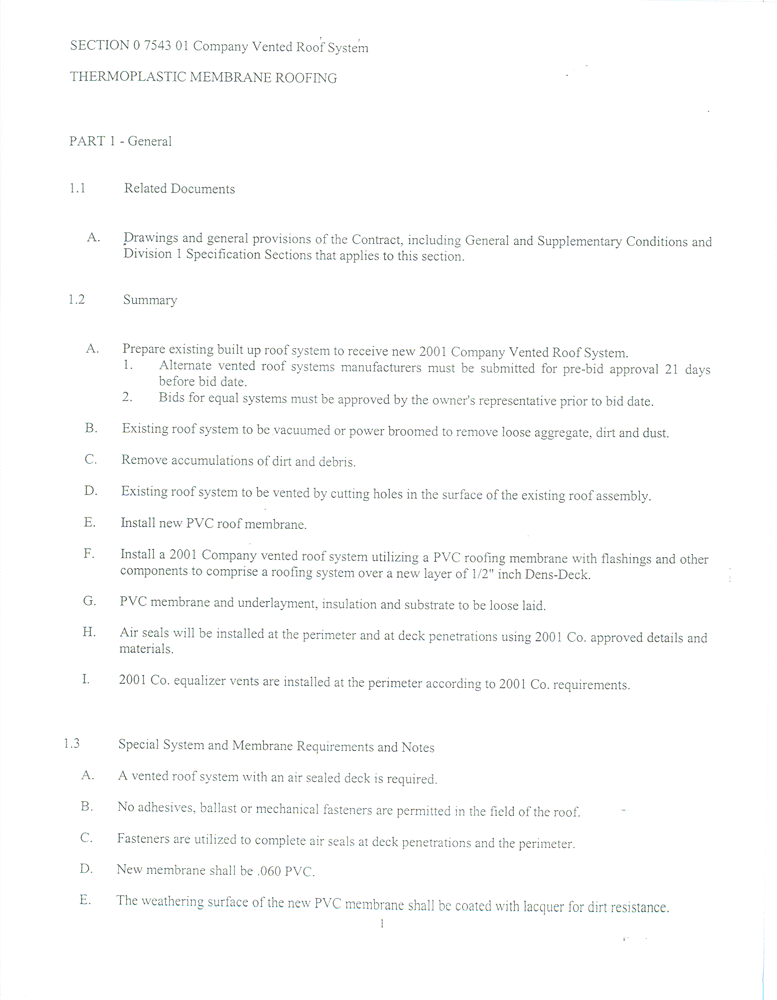 SECTION 0 7543 01 Company Vented Roof System
THERMOPLASTIC MEMBRANE ROOFING
PART 1 - General
1.1 Related Documents
A. Drawings and general provisions of the Contract, including General and Supplementary Conditions and
Division 1 Specification Sections that applies to this section.
1.2 Summary
A. Prepare existing built up roof system to receive new 2001 Company Vented Roof System.
1. Alternate vented roof systems manufacturers must be submitted for pre-bid approval 21 days
before bid date.
2. Bids for equal systems must be approved by the owner's representative prior to bid date.
B. Existing roof system to be vacuumed or power broomed to remove loose aggregate, dirt and dust.
C. Remove accumulations of dirt and debris.
D. Existing roof system to be vented by cutting holes in the surface of the existing roof assembly.
E. Install new PVC roof membrane.
F. Install a 2001 Company vented roof system utilizing a PVC roofing membrane with flashings and other
components to comprise a roofing system over a new layer of 1/2" inch Dens-Deck.
G. PVC membrane and underlayment, insulation and substrate to be loose laid.
H. Air seals will be installed at the perimeter and at deck penetrations using 2001 Co. approved details and
materials.
I. 2001 Co. equalizer vents are installed at the perimeter according to 2001 Co. requirements.
1.3 Special System and Membrane Requirements and Notes
A. A vented roof system with an air sealed deck is required.
B. No adhesives, ballast or mechanical fasteners are permitted in the field of the roof.
C. Fasteners are utilized to complete air seals at deck penetrations and the perimeter.
D. New membrane shall be .060 PVC.
E. The weathering surface of the new PVC membrane shall be coated with lacquer for dirt resistance.
1